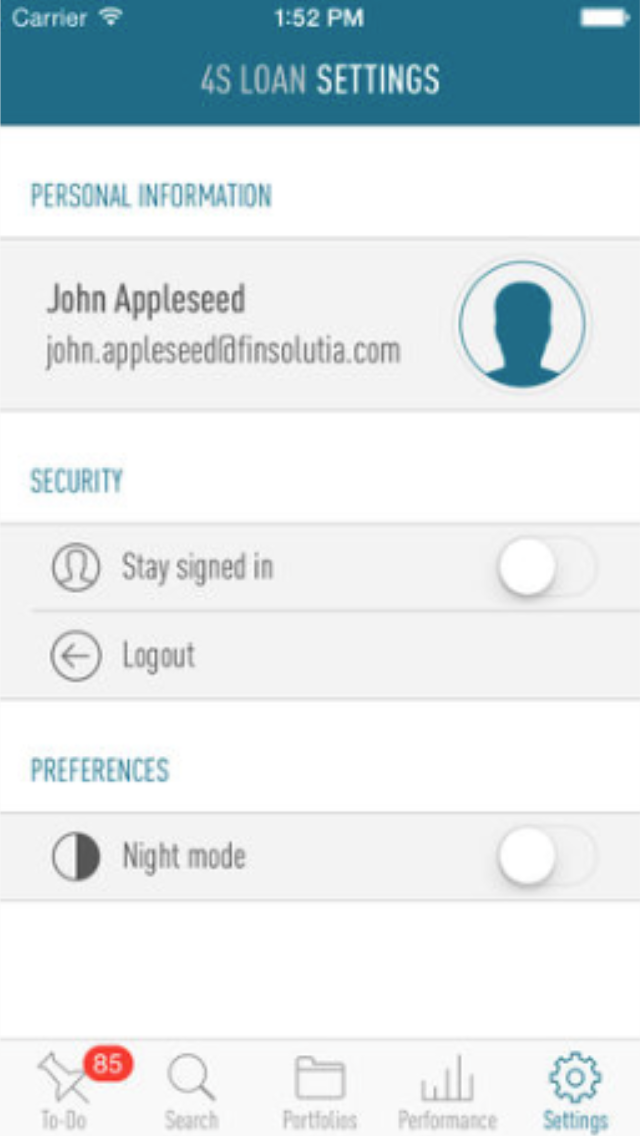 Carrier 1:52 PM
4S LOAN SETTINGS
PERSONAL INFORMATION
John Appleseed
john.appleseed@finsolutia.com
SECURITY
Stay signed in
Logout
PREFERENCES
Night mode
85
To-Do Search Portfolios Performance Settings